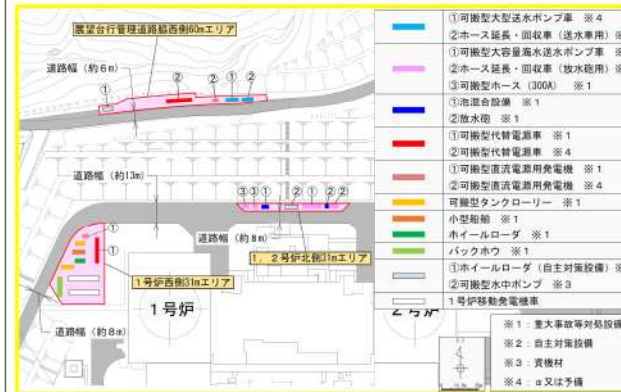 展望台行管理道路脇西側60mエリア
道路幅（約6m）
① ② ② ① ②
道路幅（約13m）
③ ③ ① ② ① ② ②
道路幅（約8m）
1，2号炉北側31mエリア
① ①
1号炉西側31mエリア
1号炉
2号炉
道路幅（約8m）
①可搬型大型送水ポンプ車 ※4
②ホース延長・回収車（送水車用）
①可搬型大容量海水送水ポンプ車
②ホース延長・回収車（放水砲用）
③可搬型ホース（300A） ※1
①泡混合設備 ※1
②放水砲 ※1
①可搬型代替電源車 ※1
②可搬型代替電源車 ※4
①可搬型直流電源用発電機 ※1
②可搬型直流電源用発電機 ※4
可搬型タンクローリー ※1
小型船舶 ※1
ホイールローダ ※1
バックホウ ※1
①ホイールローダ（自主対策設備）
②可搬型水中ポンプ ※3
1号炉移動発電機車
※1：重大事故等対処設備
※2：自主対策設備
※3：資機材
※4：α又は予備